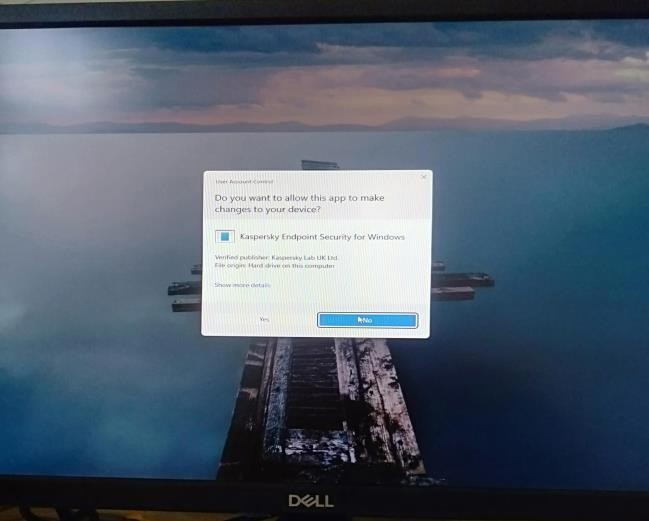 User Account Control
Do you want to allow this app to make
changes to your device?
Kaspersky Endpoint Security for Windows
Verified publisher: Kaspersky Lab UK Ltd.
File origin: Hard drive on this computer
Show more details
Yes
No
DELL